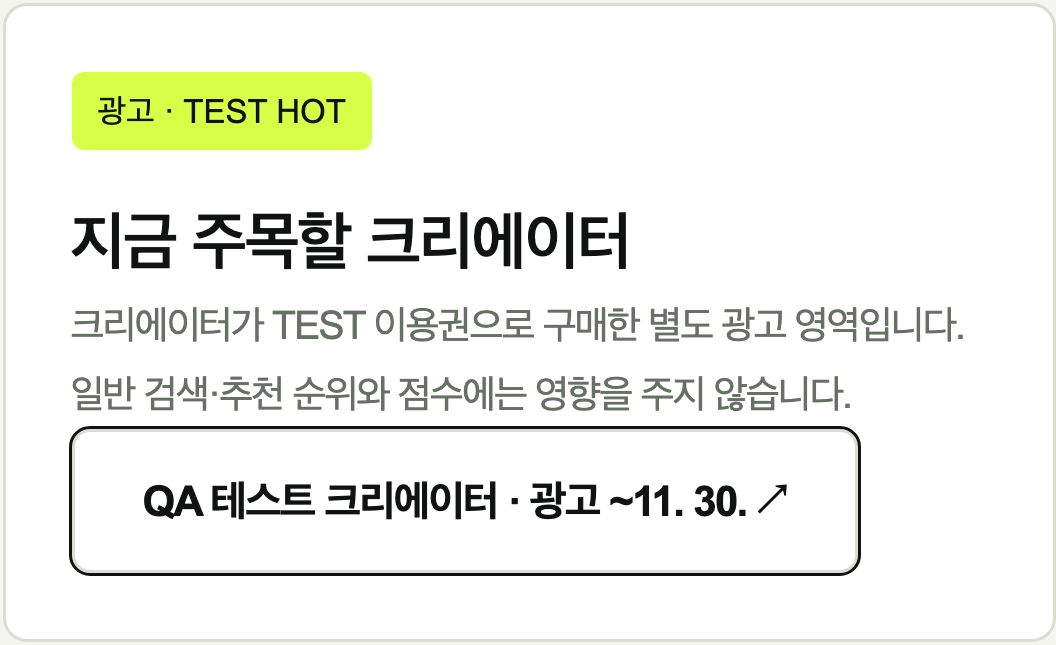 광고 · TEST HOT
지금 주목할 크리에이터
크리에이터가 TEST 이용권으로 구매한 별도 광고 영역입니다.
일반 검색·추천 순위와 점수에는 영향을 주지 않습니다.
QA 테스트 크리에이터 · 광고 ~11. 30. ↗